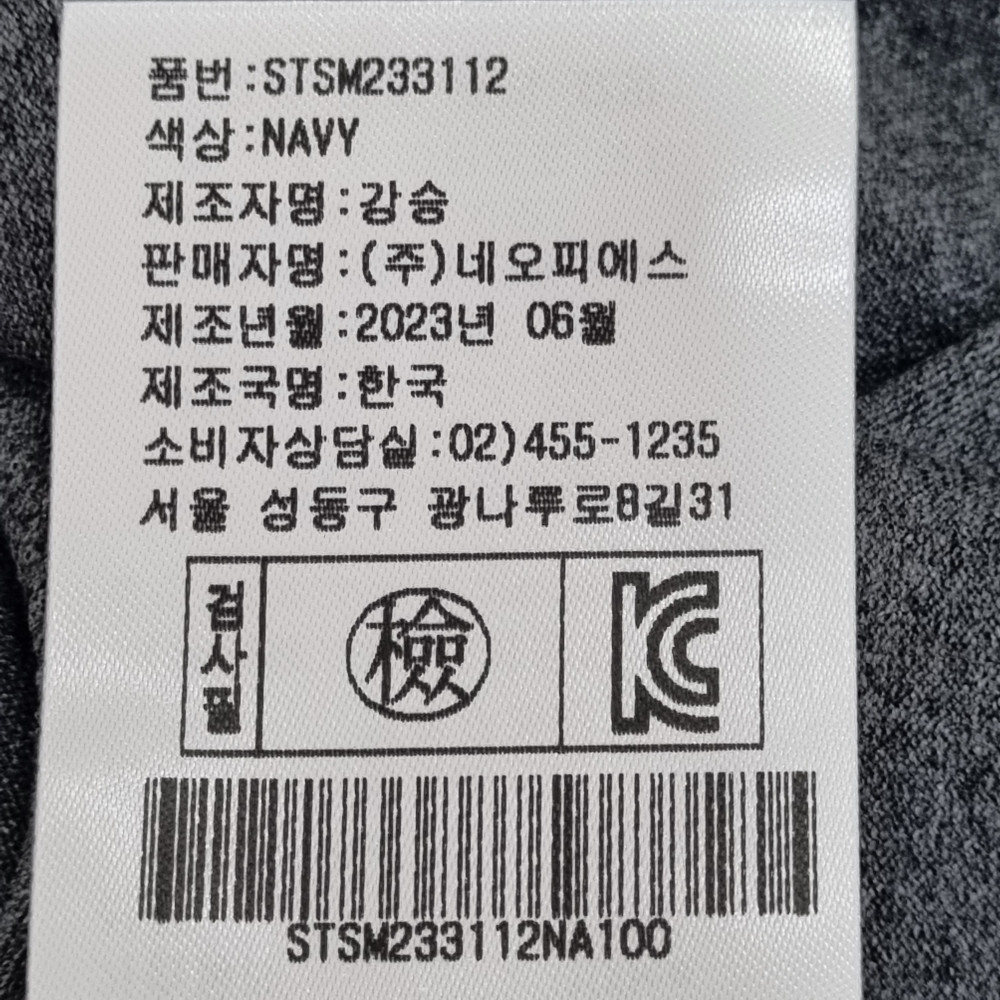 품번:STSM233112
색상:NAVY
제조자명:강승
판매자명:(주)네오피에스
제조년월:2023년 06월
제조국명:한국
소비자상담실:02)455-1235
서울 성동구 광나루로8길31
검사필
檢
KC
STSM233112NA100